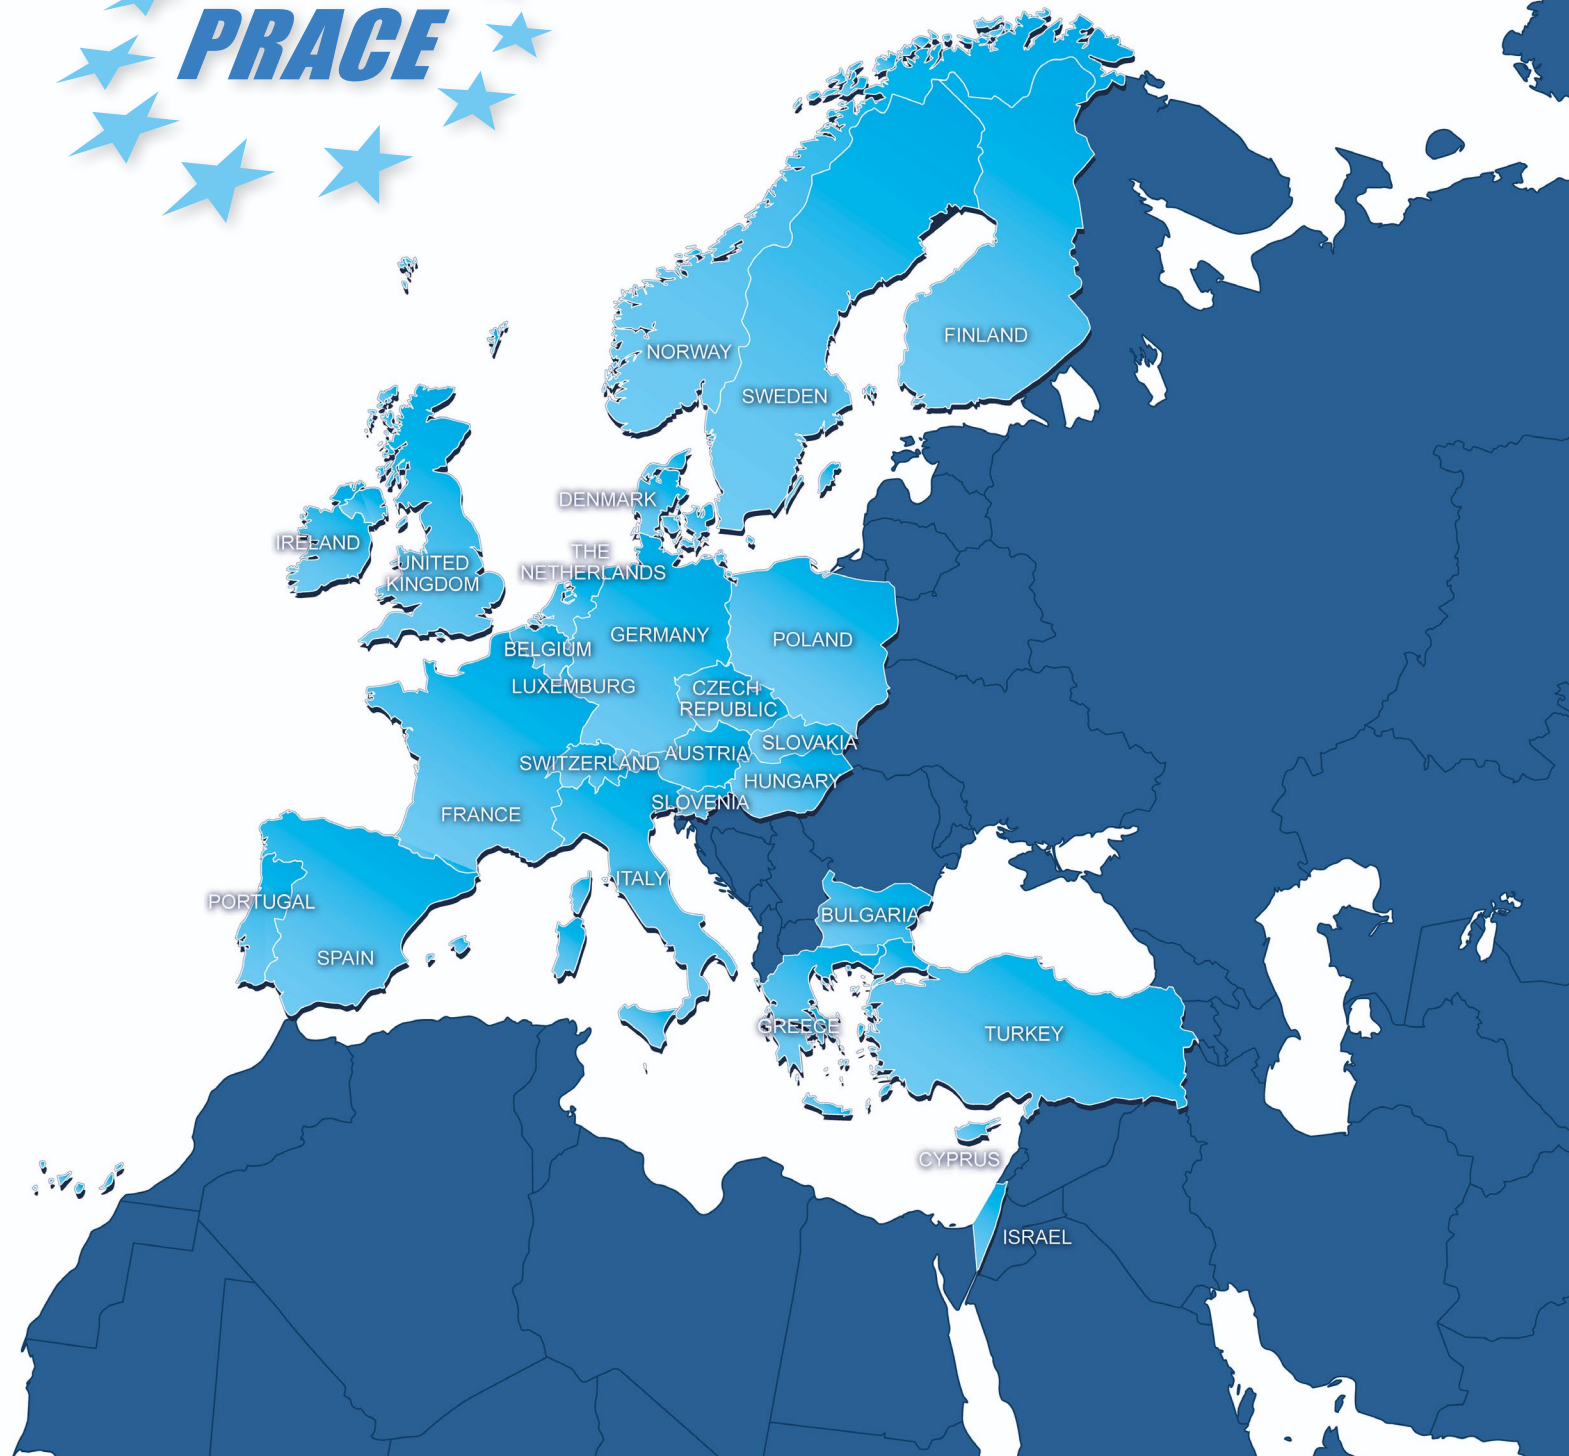 PRACE
NORWAY
FINLAND
SWEDEN
DENMARK
IRELAND
UNITED
KINGDOM
THE
NETHERLANDS
GERMANY
POLAND
BELGIUM
LUXEMBURG
CZECH
REPUBLIC
SLOVAKIA
AUSTRIA
SWITZERLAND
HUNGARY
SLOVENIA
FRANCE
ITALY
PORTUGAL
BULGARIA
SPAIN
GREECE
TURKEY
CYPRUS
ISRAEL